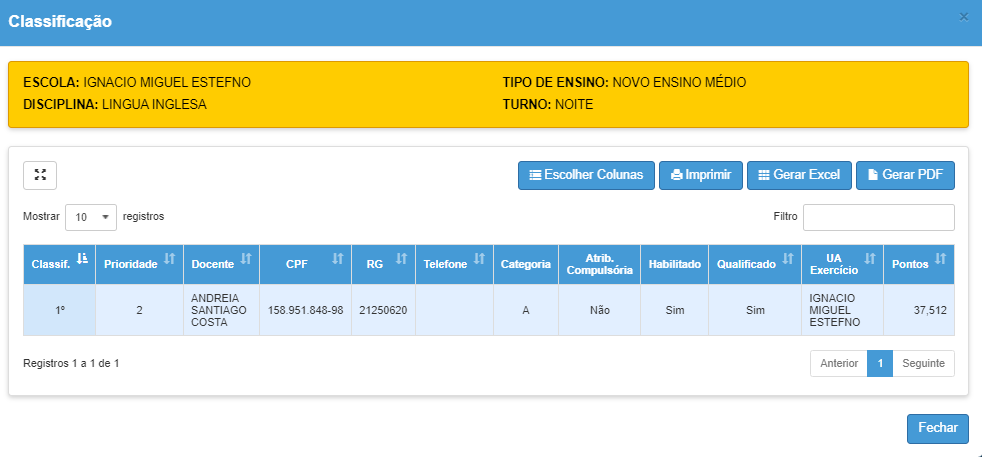 Classificação ×
ESCOLA: IGNACIO MIGUEL ESTEFNO TIPO DE ENSINO: NOVO ENSINO MÉDIO
DISCIPLINA: LINGUA INGLESA TURNO: NOITE
Escolher Colunas Imprimir Gerar Excel Gerar PDF
Mostrar 10 registros Filtro
Classif. Prioridade Docente CPF RG Telefone Categoria Atrib. Compulsória Habilitado Qualificado UA Exercício Pontos
1º 2 ANDREIA SANTIAGO COSTA 158.951.848-98 21250620 A Não Sim Sim IGNACIO MIGUEL ESTEFNO 37,512
Registros 1 a 1 de 1 Anterior 1 Seguinte
Fechar